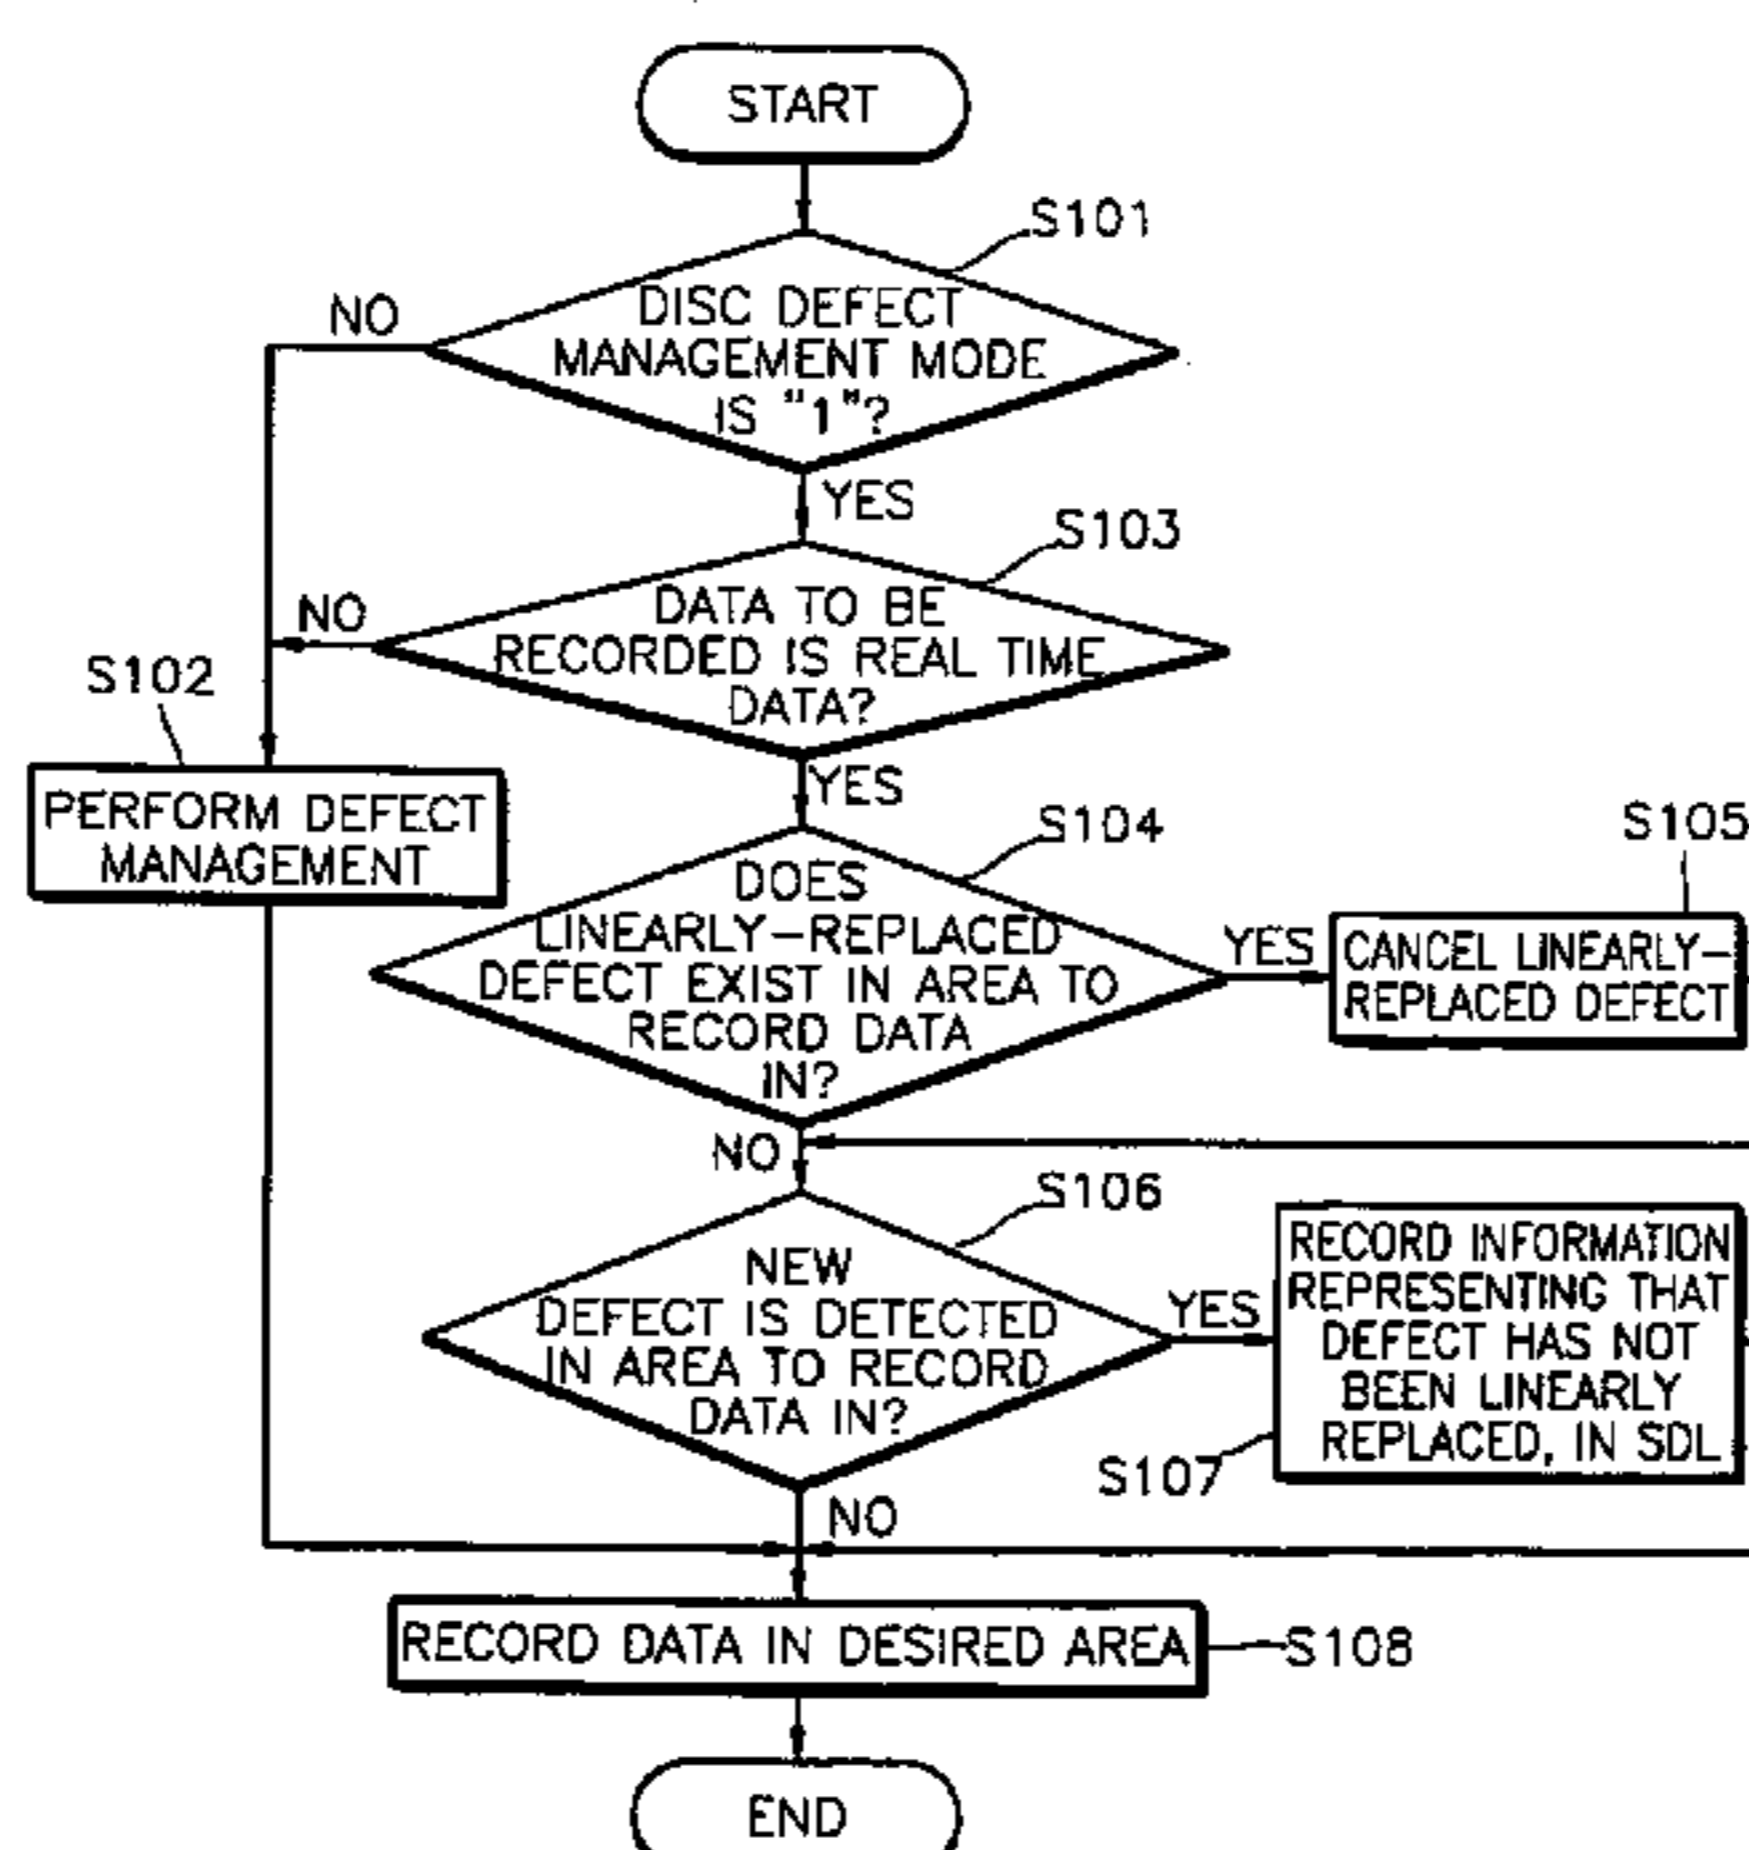 START
S101
NO
DISC DEFECT
MANAGEMENT MODE
IS "1"?
YES
S103
NO
DATA TO BE
RECORDED IS REAL TIME
DATA?
S102
YES
PERFORM DEFECT
MANAGEMENT
S104
S105
DOES
LINEARLY-REPLACED
DEFECT EXIST IN AREA TO
RECORD DATA
IN?
YES
CANCEL LINEARLY-
REPLACED DEFECT
NO
S106
NEW
DEFECT IS DETECTED
IN AREA TO RECORD
DATA IN?
YES
RECORD INFORMATION
REPRESENTING THAT
DEFECT HAS NOT
BEEN LINEARLY
REPLACED, IN SDL
S107
NO
RECORD DATA IN DESIRED AREA
S108
END